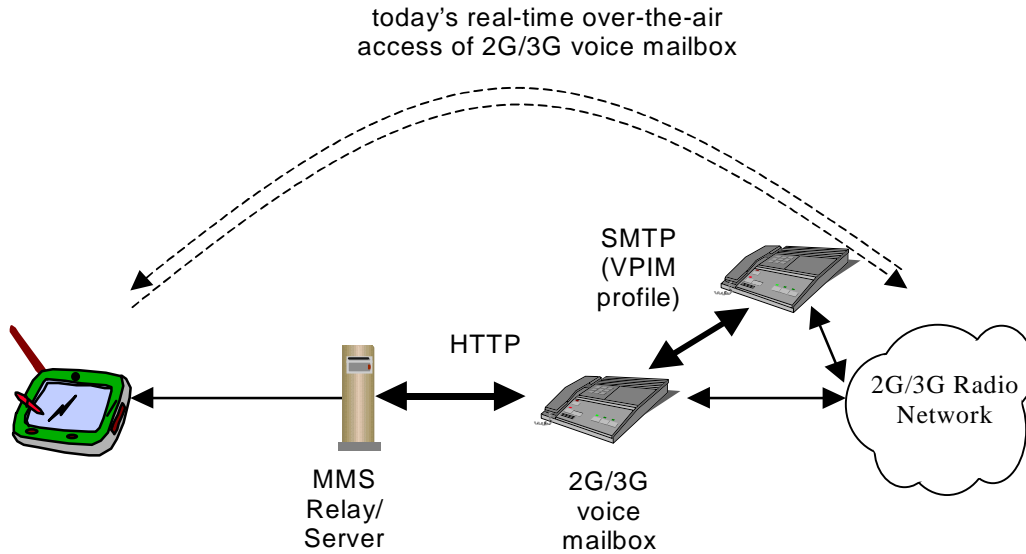 today's real-time over-the-air
access of 2G/3G voice mailbox
SMTP
(VPIM
profile)
HTTP
2G/3G Radio
Network
MMS
Relay/
Server
2G/3G
voice
mailbox